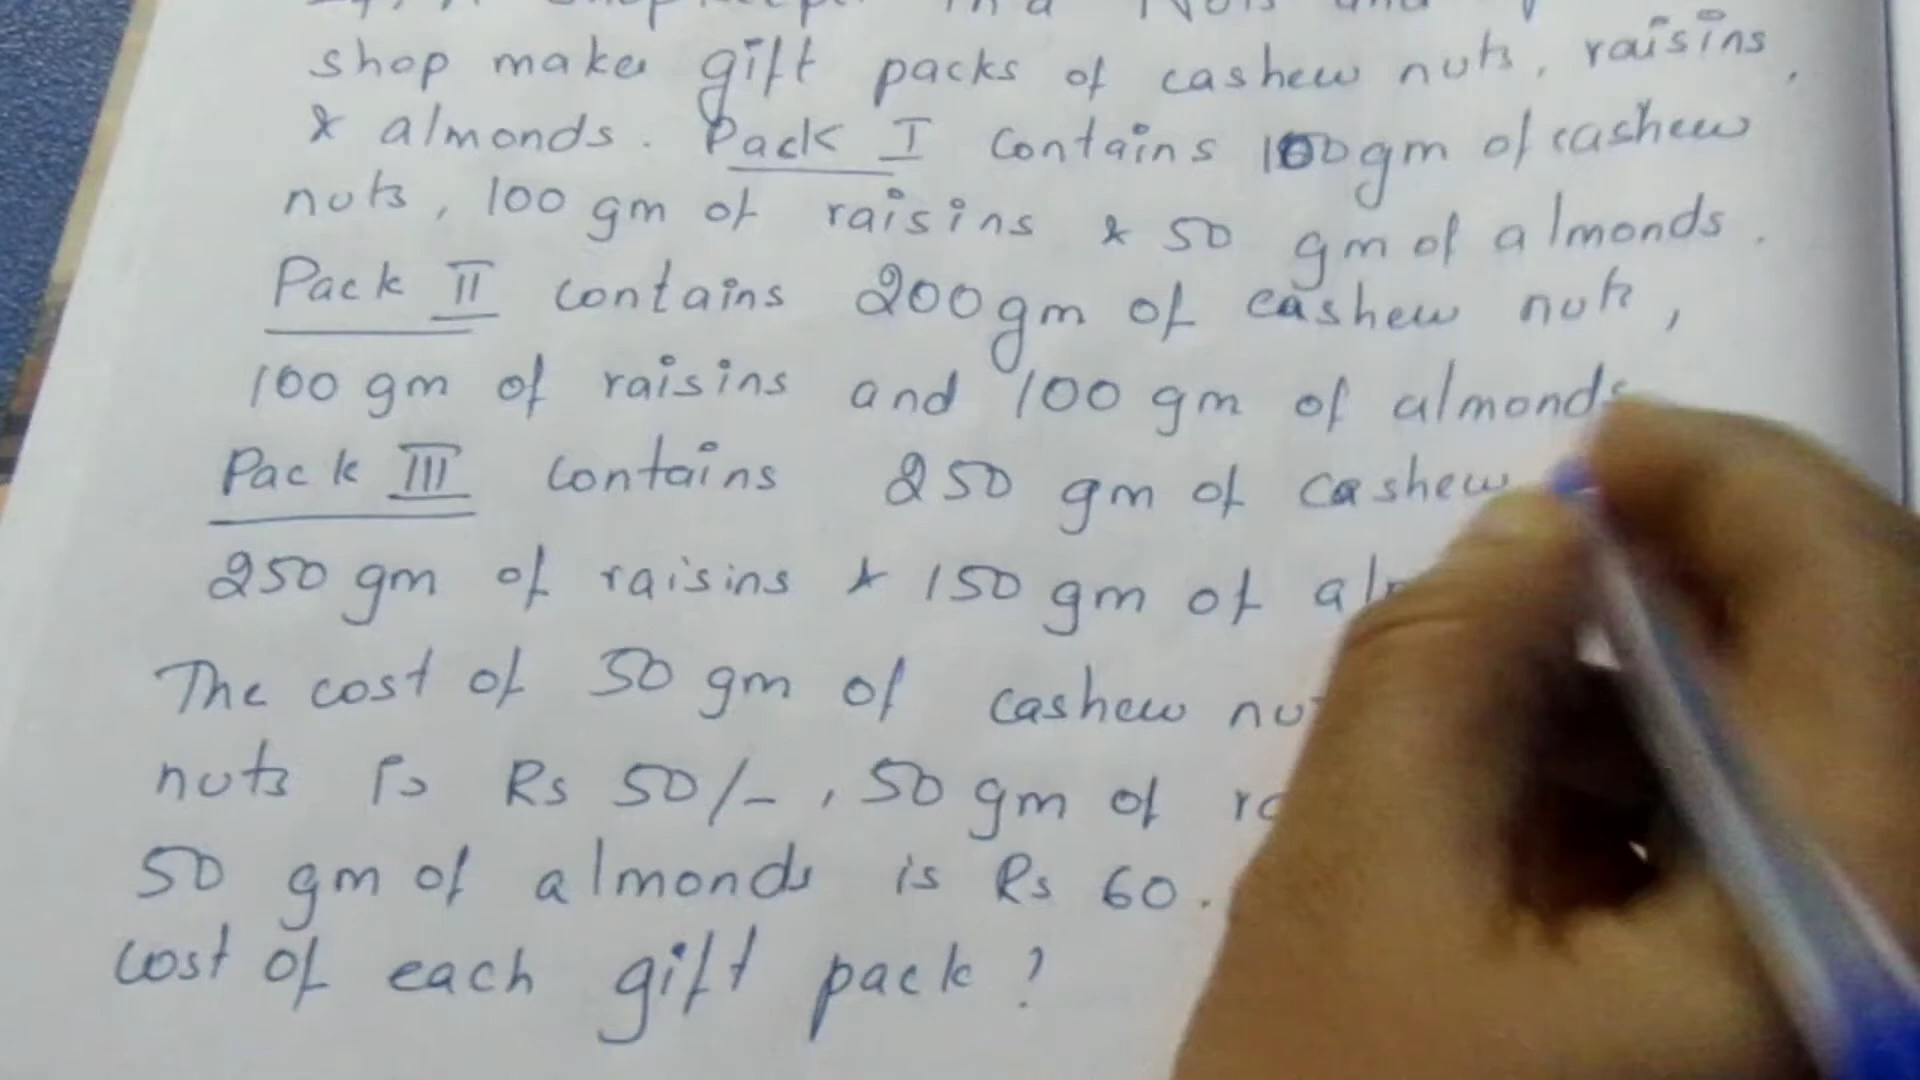 shop makes gift packs of cashew nuts, raisins,
& almonds. Pack I contains 100gm of cashew
nuts, 100 gm of raisins & 50 gm of almonds.
Pack II contains 200gm of cashew nuts,
100 gm of raisins and 100 gm of almonds
Pack III contains 250 gm of cashew
250 gm of raisins & 150 gm of
The cost of 50 gm of cashew
nuts is Rs 50/-, 50 gm of
50 gm of almonds is Rs 60.
cost of each gift pack?